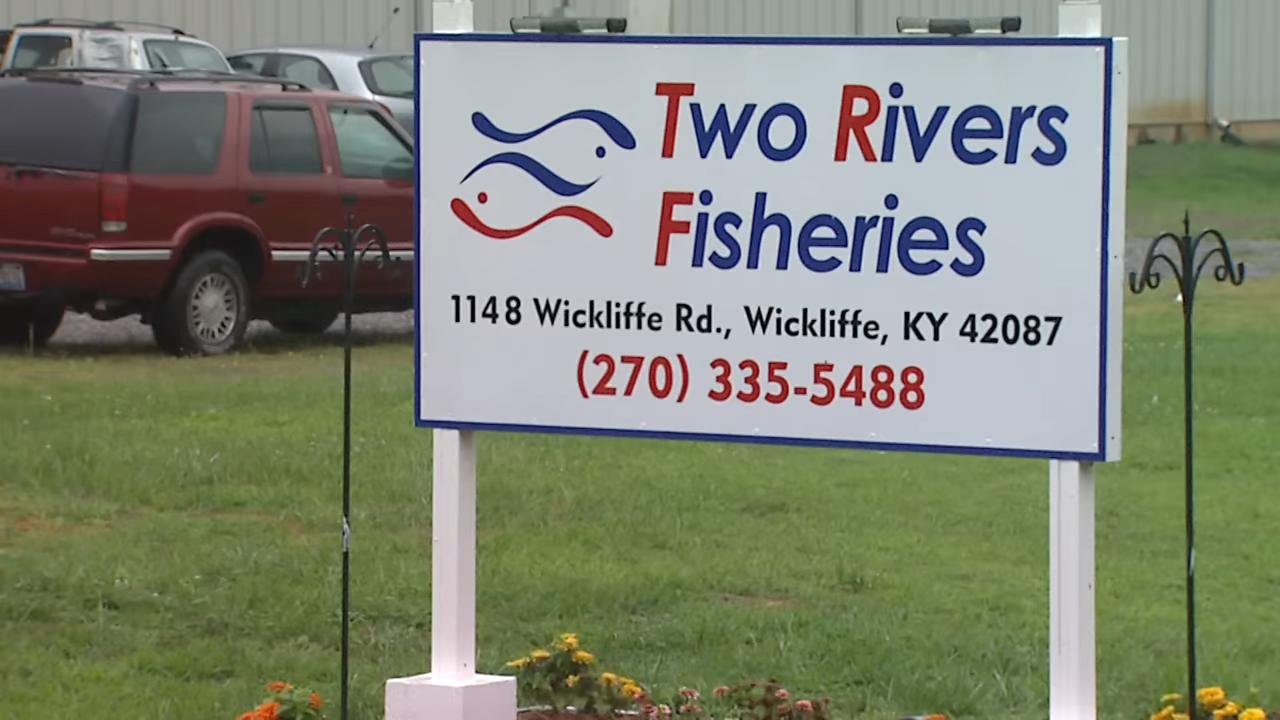 Two Rivers
Fisheries
1148 Wickliffe Rd., Wickliffe, KY 42087
(270) 335-5488